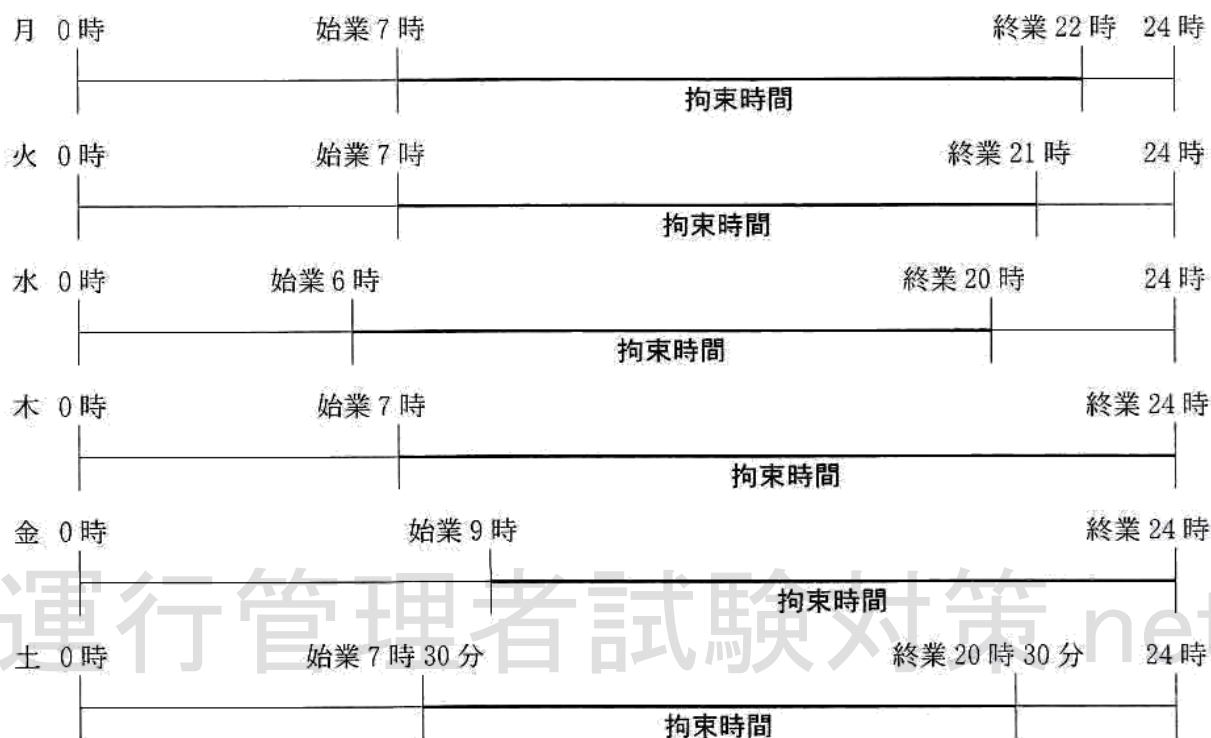 月 0時 始業7時 終業22時 24時
拘束時間
火 0時 始業7時 終業21時 24時
拘束時間
水 0時 始業6時 終業20時 24時
拘束時間
木 0時 始業7時 終業24時
拘束時間
金 0時 始業9時 終業24時
拘束時間
運行管理者試験対策.net
土 0時 始業7時30分 終業20時30分 24時
拘束時間